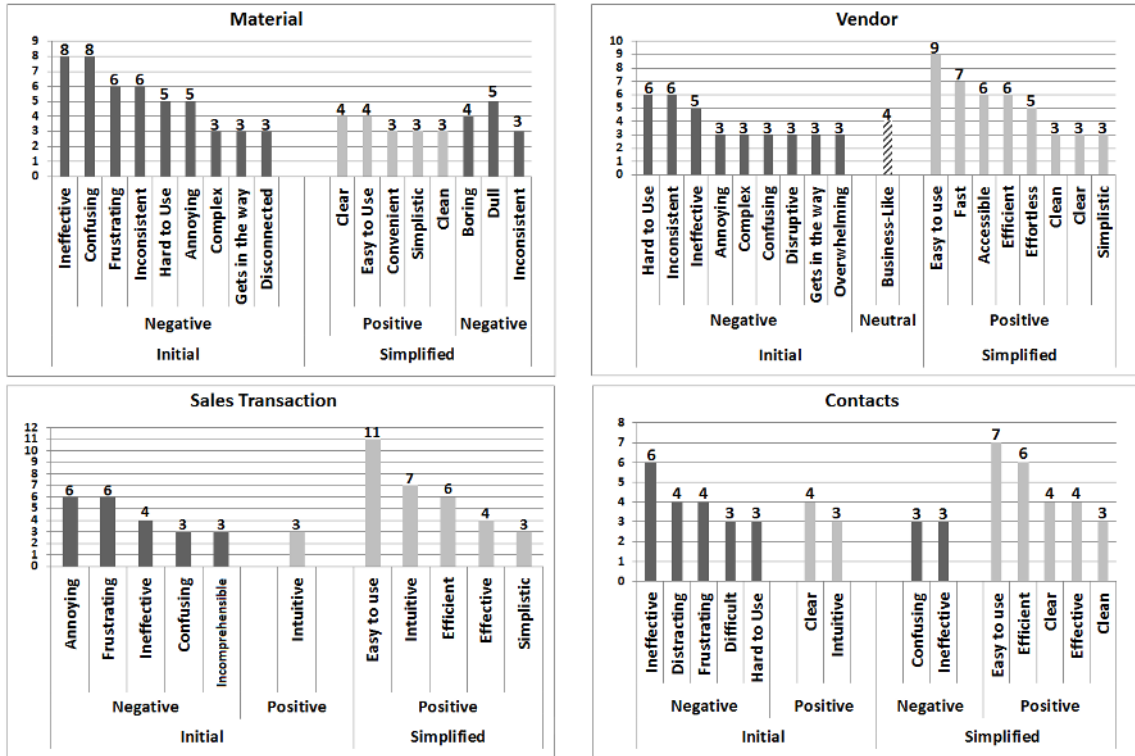 Material
9
8
7
6
5
4
3
2
1
0
8 8 6 6 5 5 3 3 3 4 4 3 3 3 4 5 3
Ineffective
Confusing
Frustrating
Inconsistent
Hard to Use
Annoying
Complex
Gets in the way
Disconnected
Clear
Easy to Use
Convenient
Simplistic
Clean
Boring
Dull
Inconsistent
Negative Positive Negative
Initial Simplified
Vendor
10
9
8
7
6
5
4
3
2
1
0
6 6 5 3 3 3 3 3 3 4 9 7 6 6 5 3 3 3
Hard to Use
Inconsistent
Ineffective
Annoying
Complex
Confusing
Disruptive
Gets in the way
Overwhelming
Business-Like
Easy to use
Fast
Accessible
Efficient
Effortless
Clean
Clear
Simplistic
Negative Neutral Positive
Initial Simplified
Sales Transaction
12
11
10
9
8
7
6
5
4
3
2
1
0
6 6 4 3 3 3 11 7 6 4 3
Annoying
Frustrating
Ineffective
Confusing
Incomprehensible
Intuitive
Easy to use
Intuitive
Efficient
Effective
Simplistic
Negative Positive Positive
Initial Simplified
Contacts
8
7
6
5
4
3
2
1
0
6 4 4 3 3 4 3 3 3 7 6 4 4 3
Ineffective
Distracting
Frustrating
Difficult
Hard to Use
Clear
Intuitive
Confusing
Ineffective
Easy to use
Efficient
Clear
Effective
Clean
Negative Positive Negative Positive
Initial Simplified